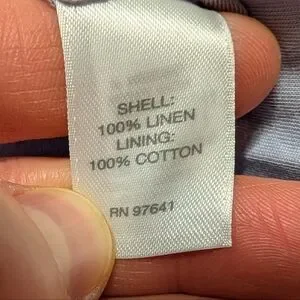 SHELL:
100% LINEN
LINING:
100% COTTON
RN 97641